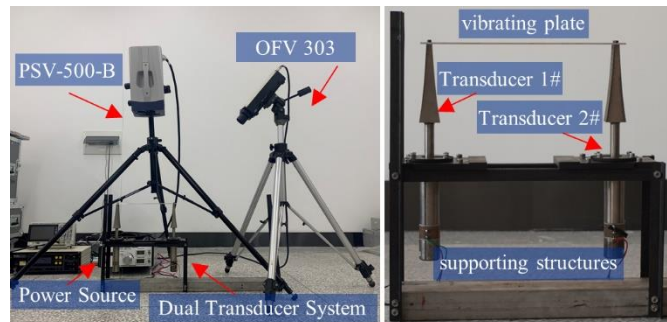 OFV 303
PSV-500-B
Power Source
Dual Transducer System
vibrating plate
Transducer 1#
Transducer 2#
supporting structures